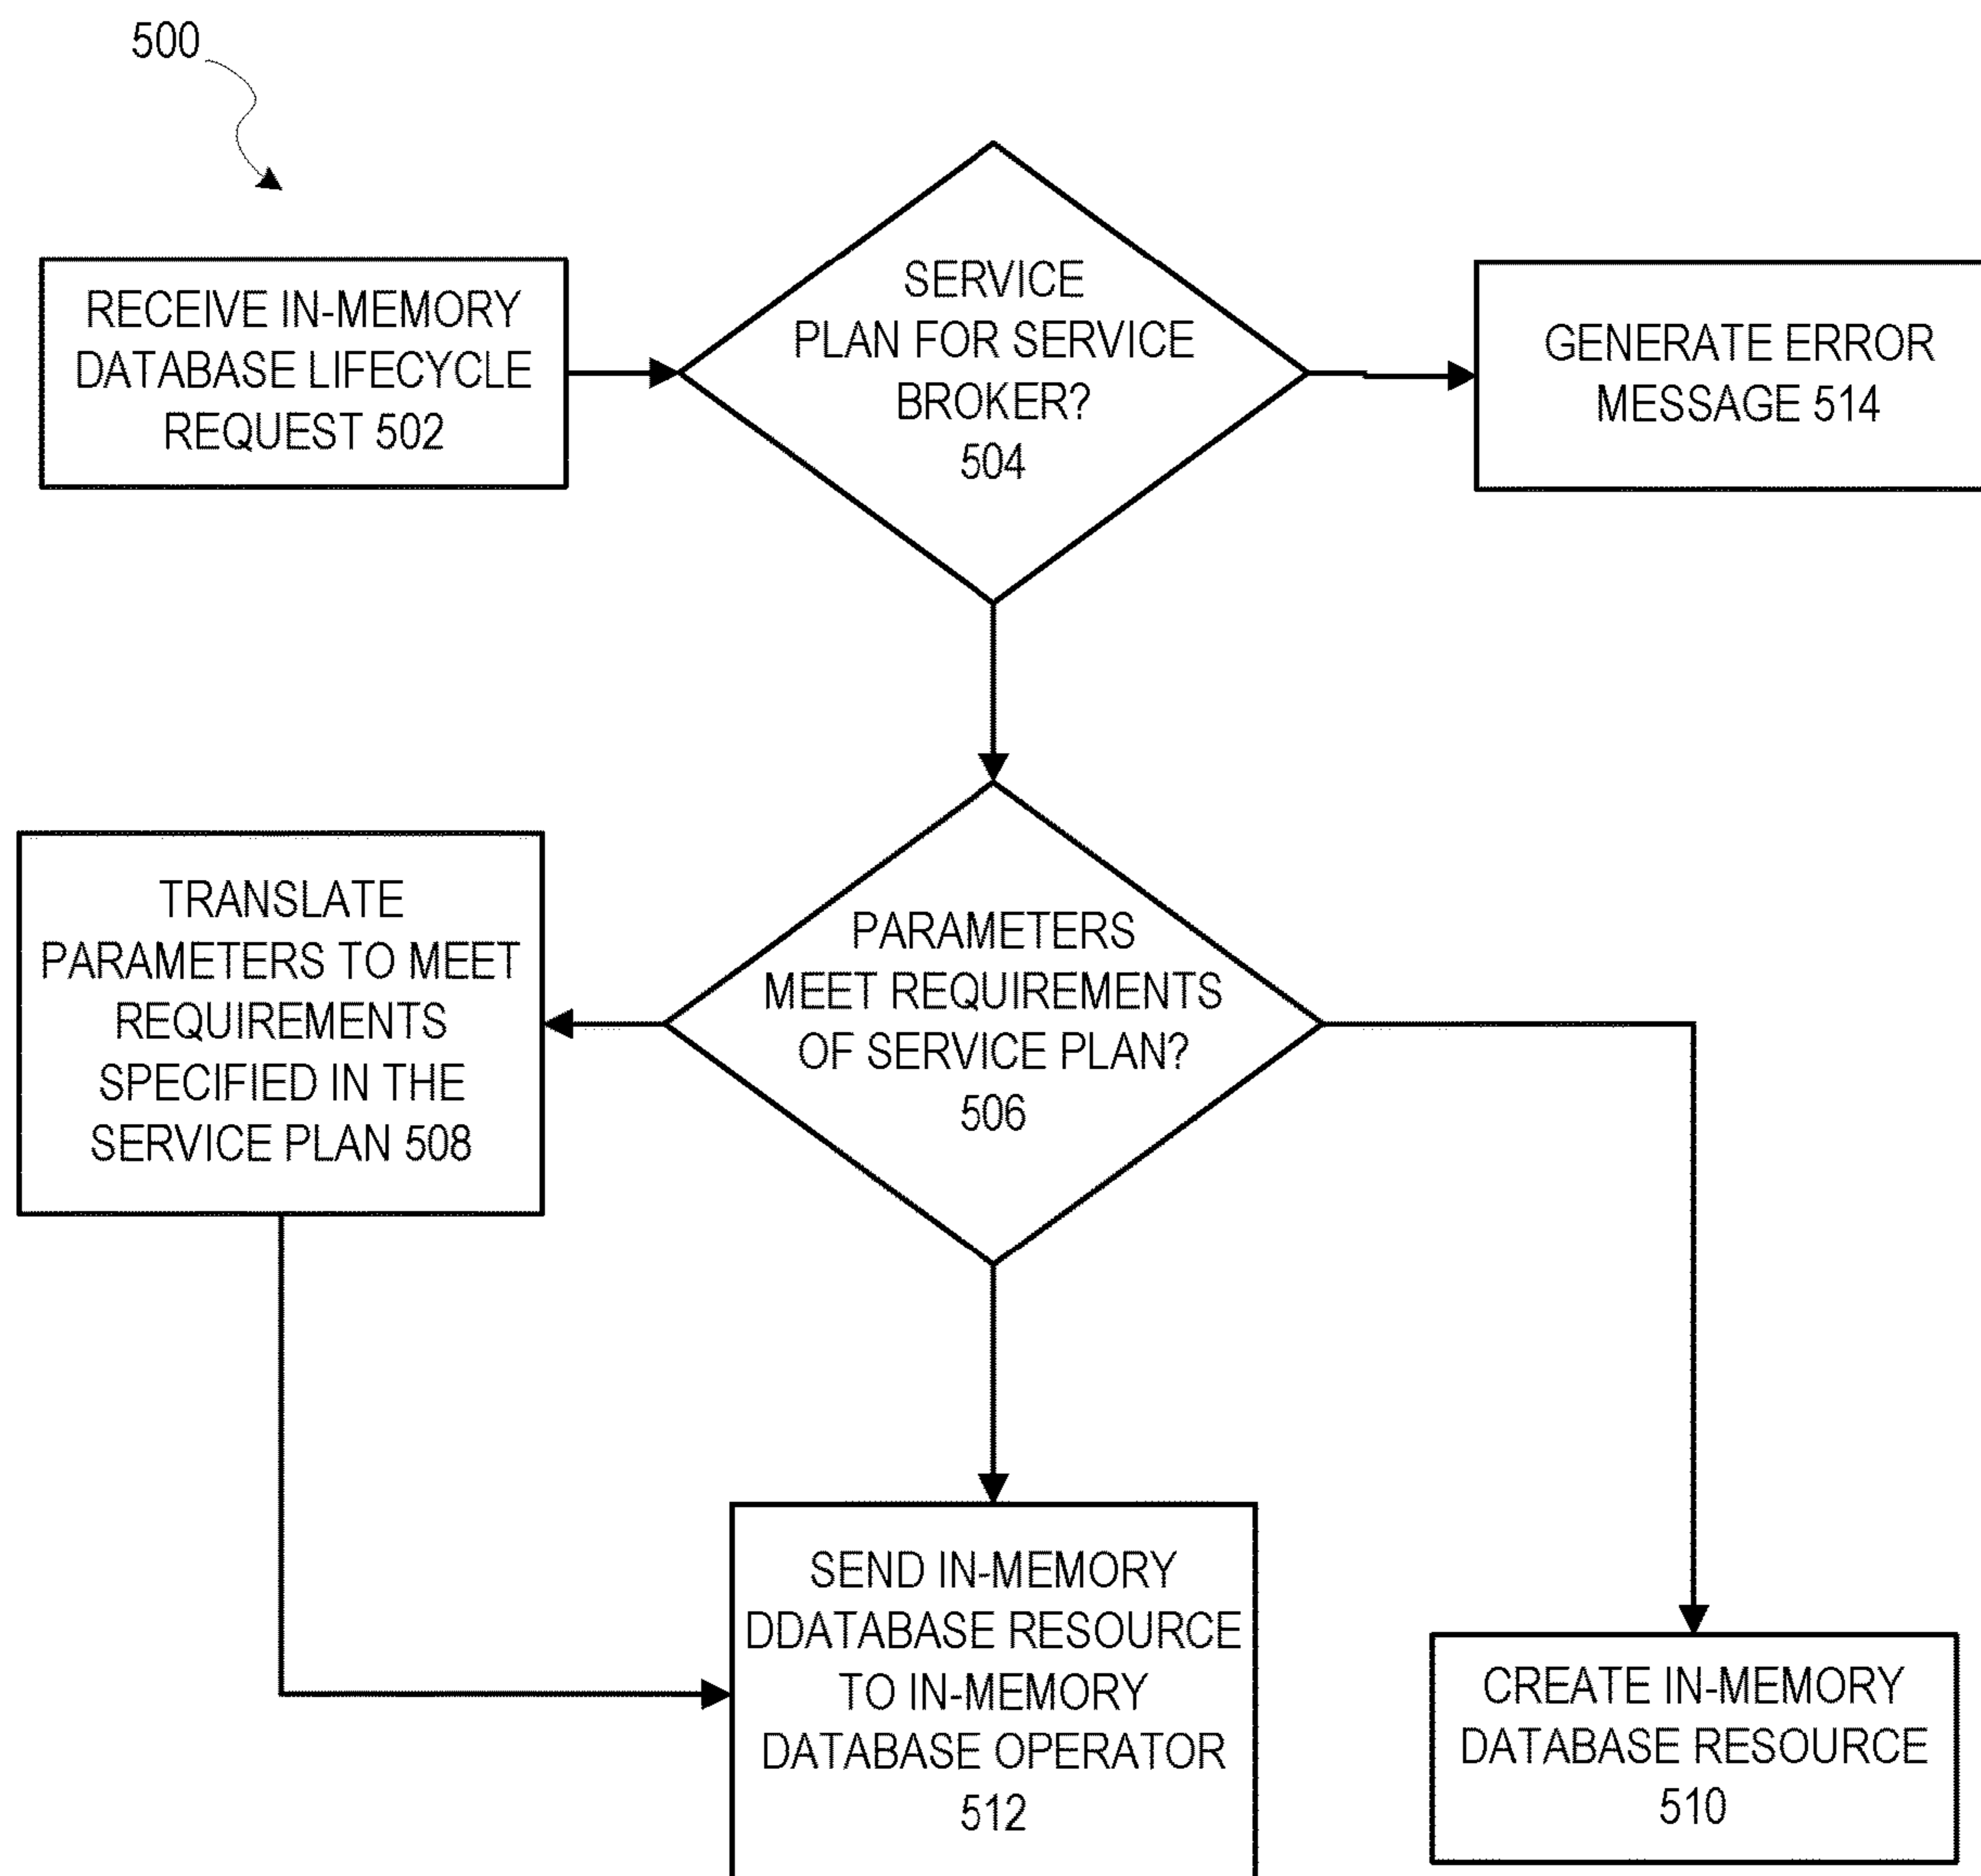 500
RECEIVE IN-MEMORY
DATABASE LIFECYCLE
REQUEST 502
SERVICE
PLAN FOR SERVICE
BROKER?
504
GENERATE ERROR
MESSAGE 514
TRANSLATE
PARAMETERS TO MEET
REQUIREMENTS
SPECIFIED IN THE
SERVICE PLAN 508
PARAMETERS
MEET REQUIREMENTS
OF SERVICE PLAN?
506
SEND IN-MEMORY
DDATABASE RESOURCE
TO IN-MEMORY
DATABASE OPERATOR
512
CREATE IN-MEMORY
DATABASE RESOURCE
510